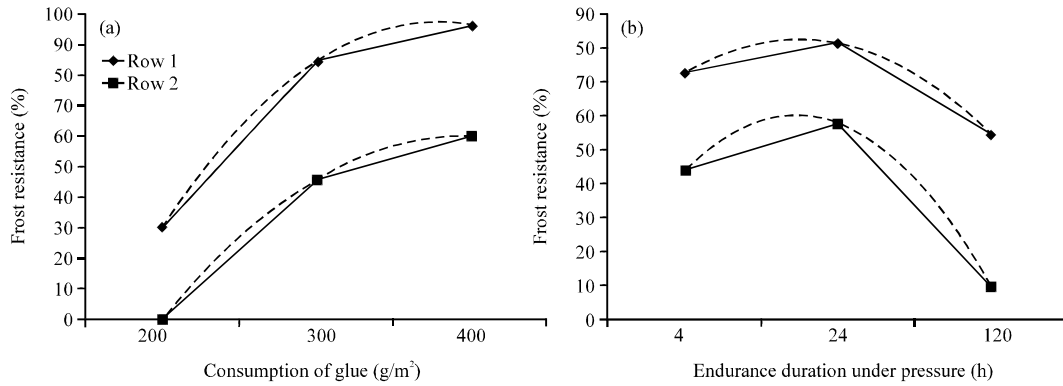 (a)
100
90
50
70
60
50
40
30
20
10
0
Frost resistance (%)
Row 1
Row 2
200 300 400
Consumption of glue (g/m²)
(b)
90
50
70
60
50
40
30
20
10
0
Frost resistance (%)
4 24 120
Endurance duration under pressure (h)